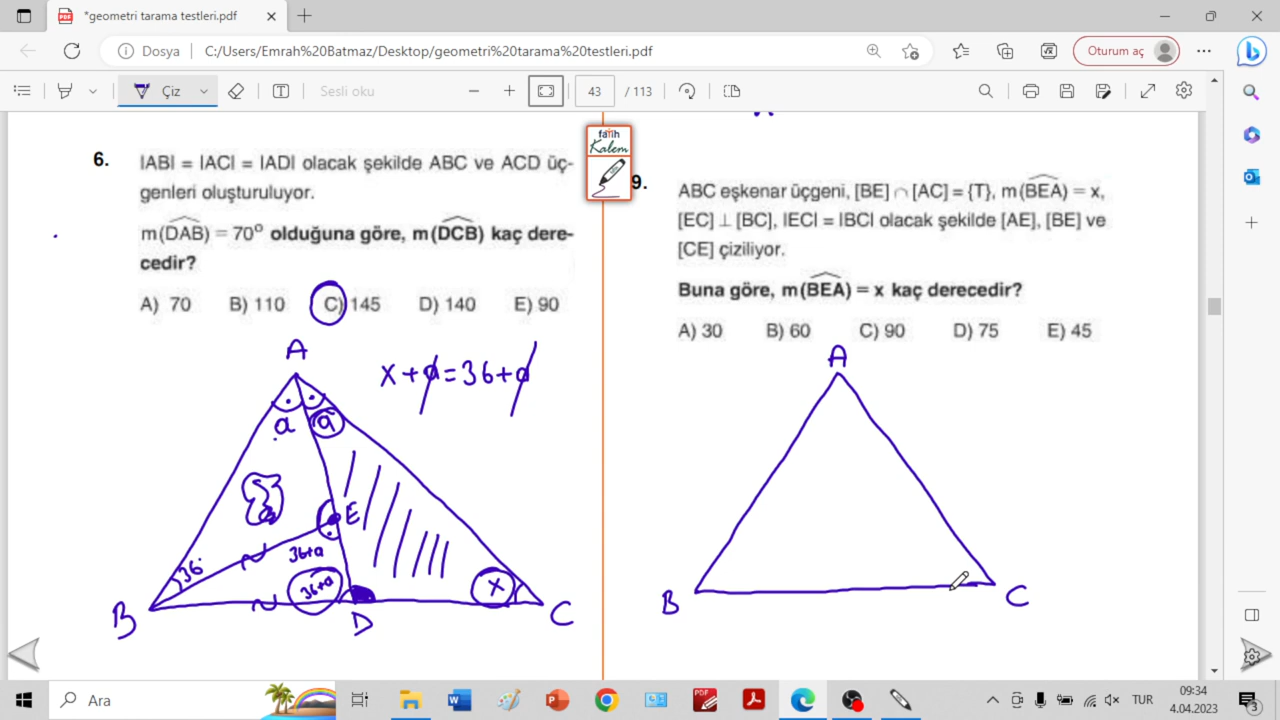 *geometri tarama testleri.pdf
Dosya
C:/Users/Emrah%20Batmaz/Desktop/geometri%20tarama%20testleri.pdf
Oturum aç
Çiz
Sesli oku
43 / 113
fatih
Kalem
6. |AB| = |AC| = |AD| olacak şekilde ABC ve ACD üç-
genleri oluşturuluyor.
m(DAB) = 70° olduğuna göre, m(DCB) kaç dere-
cedir?
A) 70 B) 110 C) 145 D) 140 E) 90
A
x+a=36+a
a
a
E
36
36+a
36+a
x
B
D
C
9. ABC eşkenar üçgeni, [BE] ∩ [AC] = {T}, m(BEA) = x,
[EC] ⊥ [BC], |EC| = |BC| olacak şekilde [AE], [BE] ve
[CE] çiziliyor.
Buna göre, m(BEA) = x kaç derecedir?
A) 30 B) 60 C) 90 D) 75 E) 45
A
B
C
Ara
TUR
09:34
4.04.2023
3